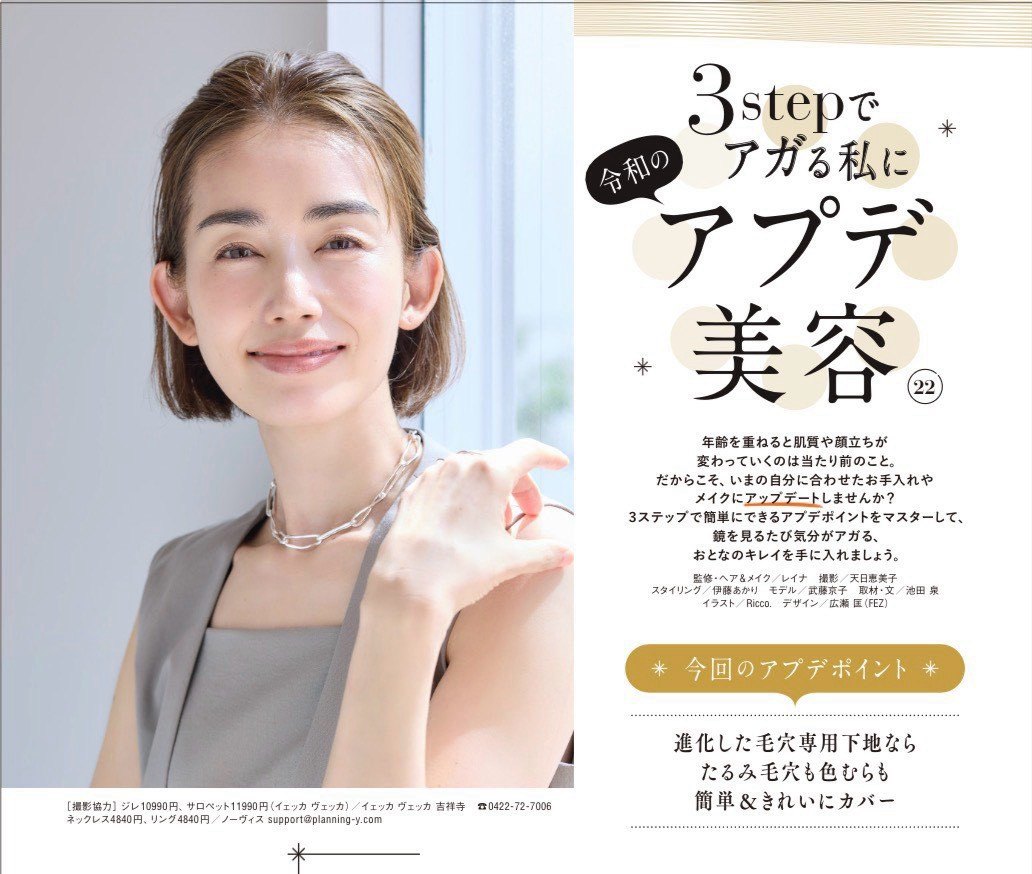 3stepで
アガる私に
令和の
アプデ
美容
22
年齢を重ねると肌質や顔立ちが
変わっていくのは当たり前のこと。
だからこそ、いまの自分に合わせたお手入れや
メイクにアップデートしませんか?
3ステップで簡単にできるアプデポイントをマスターして、
鏡を見るたび気分がアガる、
おとなのキレイを手に入れましょう。
監修・ヘア&メイク/レイナ 撮影/天日恵美子
スタイリング/伊藤あかり モデル/武藤京子 取材・文/池田 泉
イラスト/Ricco. デザイン/広瀬 匡(FEZ)
* 今回のアプデポイント *
進化した毛穴専用下地なら
たるみ毛穴も色むらも
簡単&きれいにカバー
[撮影協力] ジレ10990円、サロペット11990円(イェッカ ヴェッカ)/イェッカ ヴェッカ 吉祥寺 ☎0422-72-7006
ネックレス4840円、リング4840円/ノーヴィス support@planning-y.com